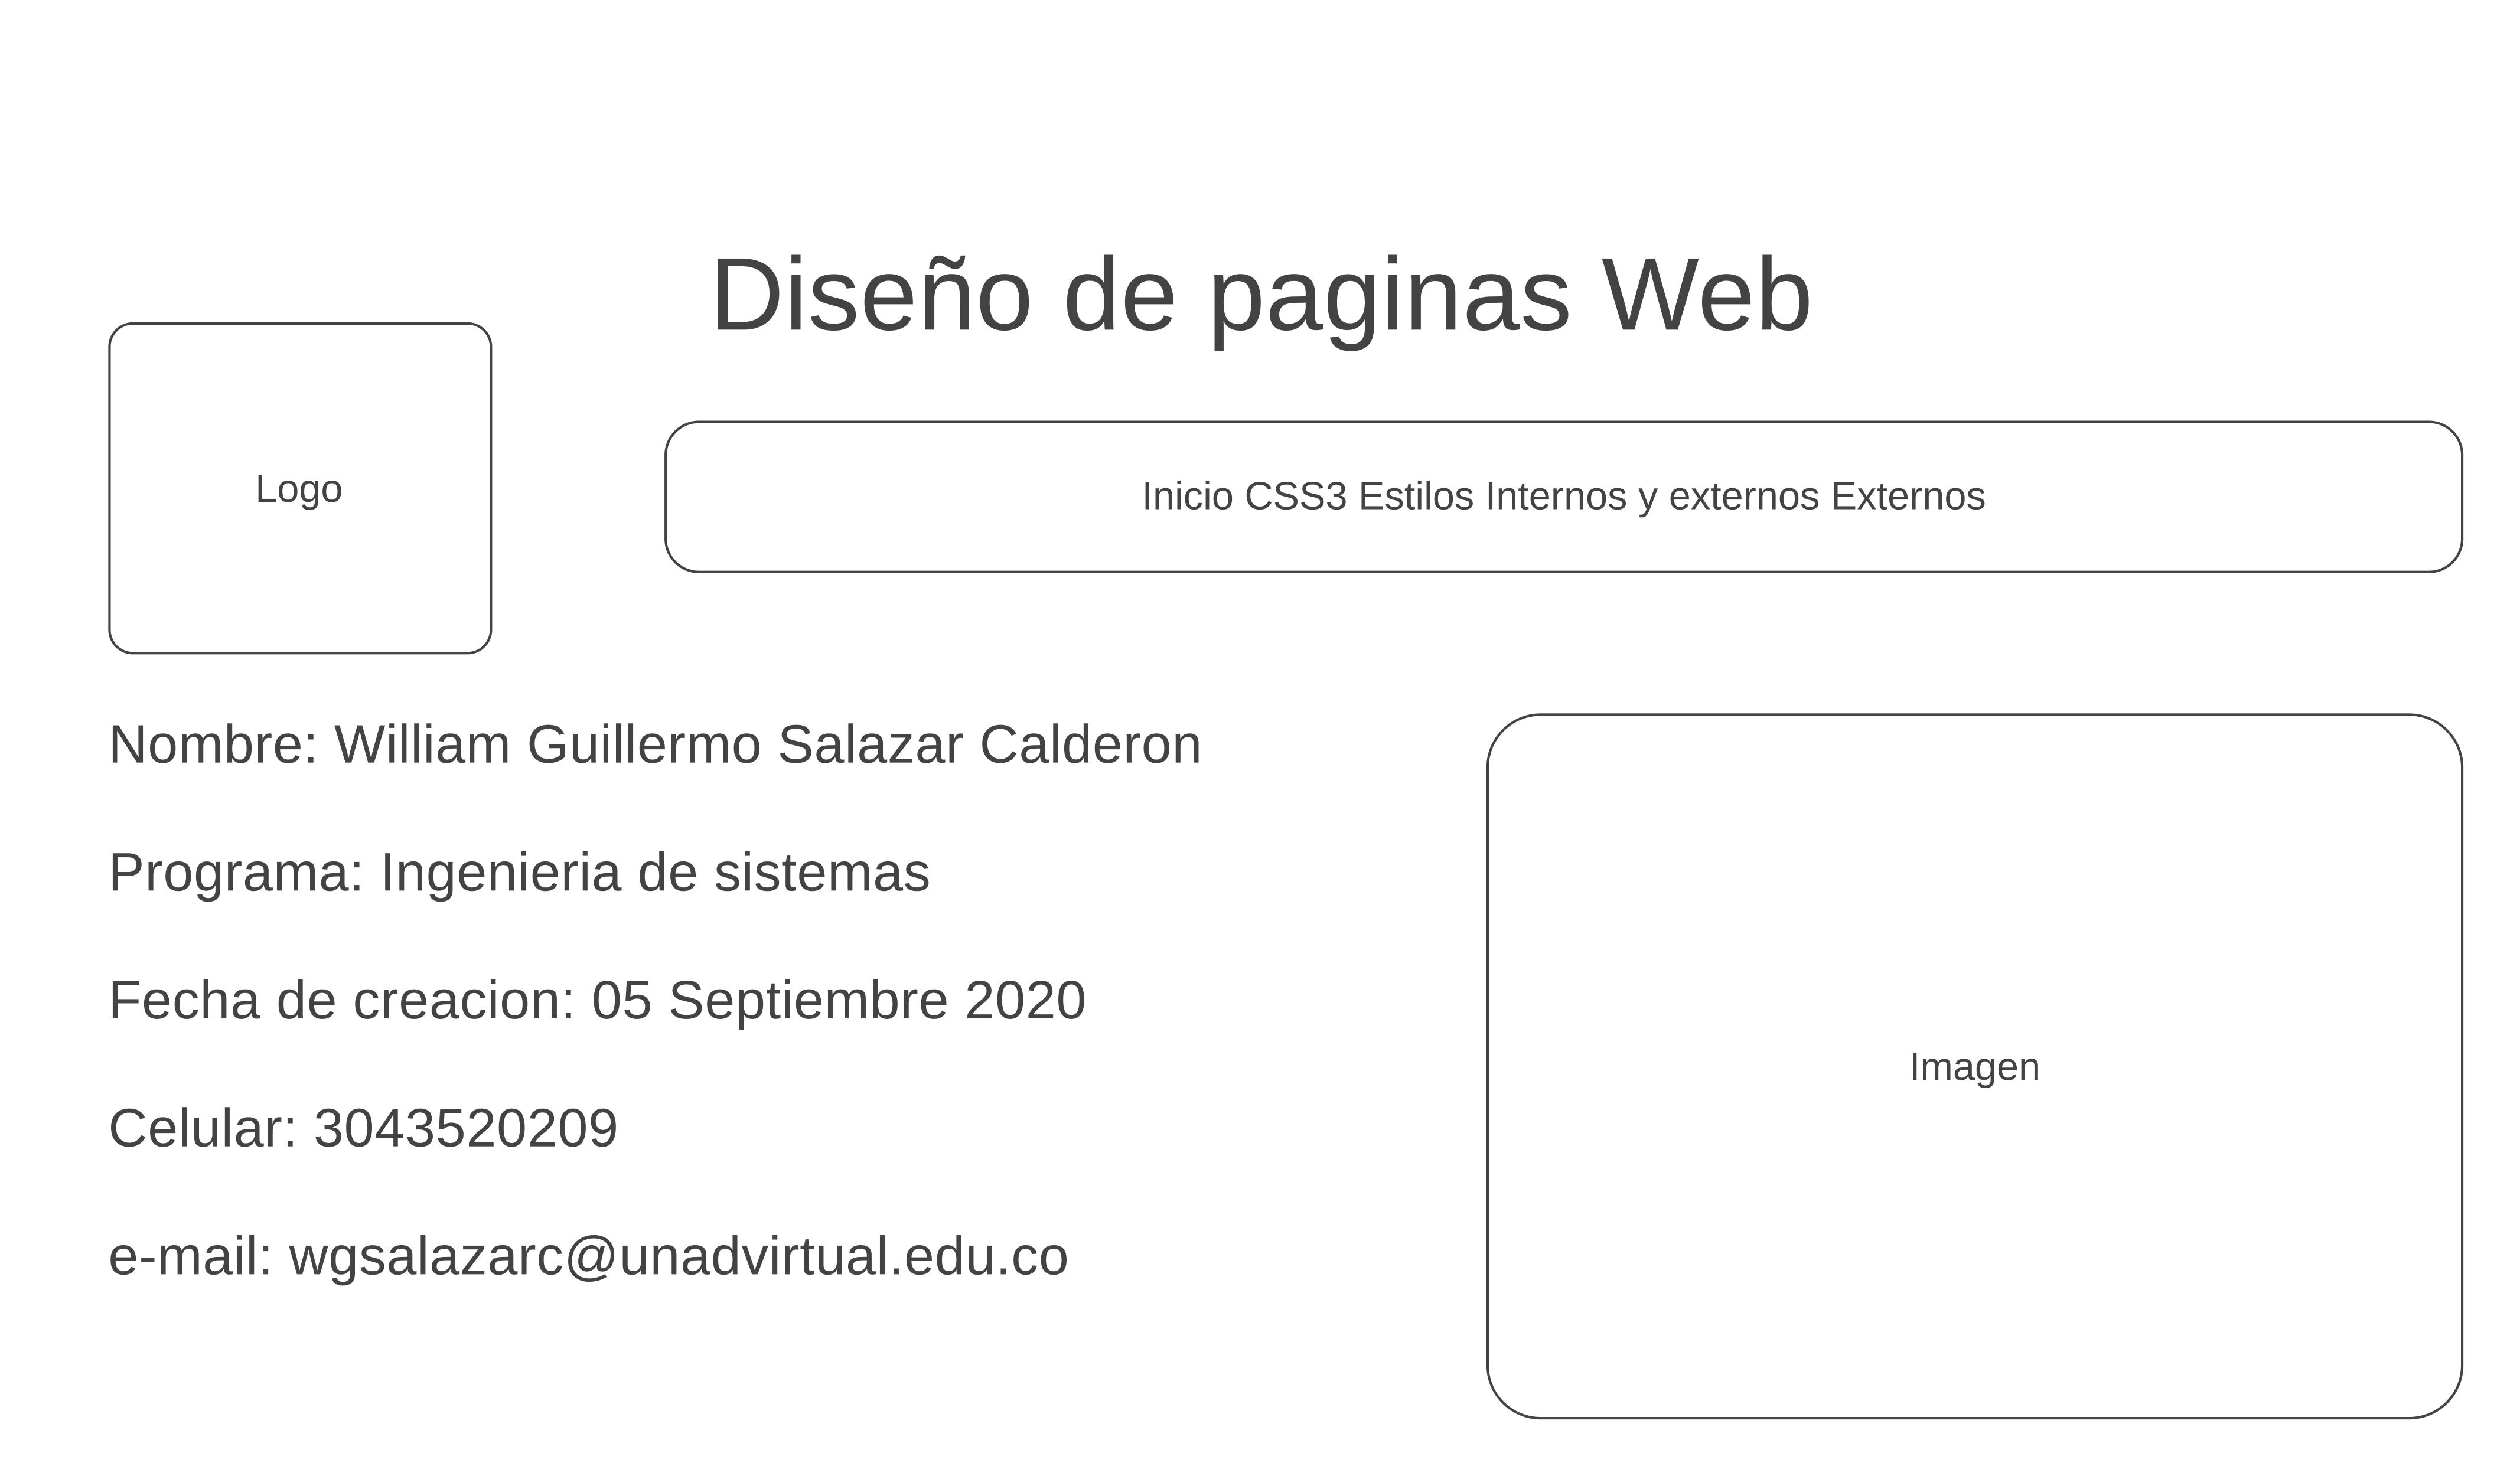 Diseño de paginas Web
Logo
Inicio CSS3 Estilos Internos y externos Externos
Nombre: William Guillermo Salazar Calderon
Programa: Ingenieria de sistemas
Fecha de creacion: 05 Septiembre 2020
Celular: 3043520209
e-mail: wgsalazarc@unadvirtual.edu.co
Imagen